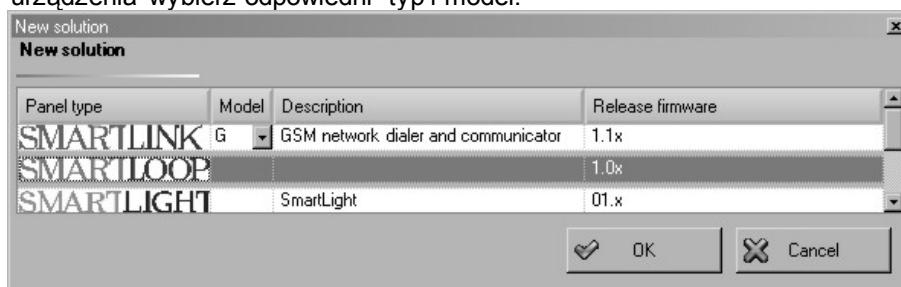 urządzenia wybierz odpowiedni typ i model.
New solution
New solution
Panel type Model Description Release firmware
SMARTLINK G GSM network dialer and communicator 1.1x
SMARTLOOP 1.0x
SMARTLIGHT SmartLight 01.x
OK Cancel